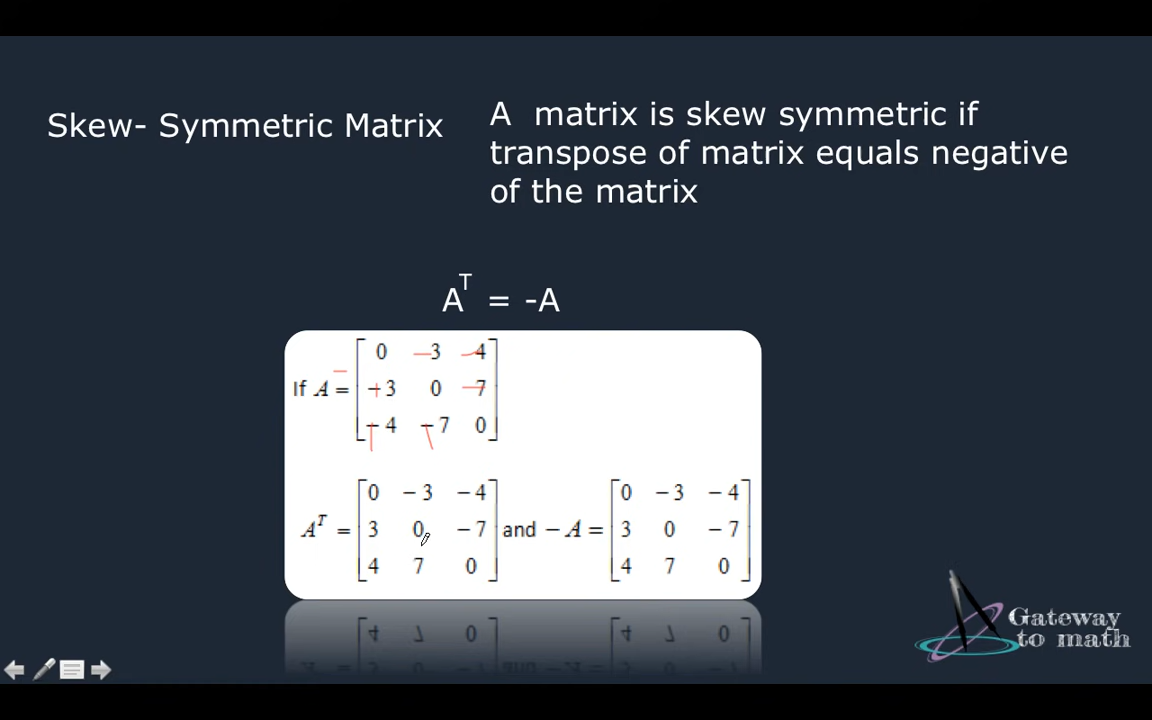 Skew- Symmetric Matrix
A matrix is skew symmetric if
transpose of matrix equals negative
of the matrix
A^T = -A
If A = [0 -3 -4
+3 0 -7
-4 -7 0]
A^T = [0 -3 -4
3 0 -7
4 7 0] and -A = [0 -3 -4
3 0 -7
4 7 0]
Gateway
to math